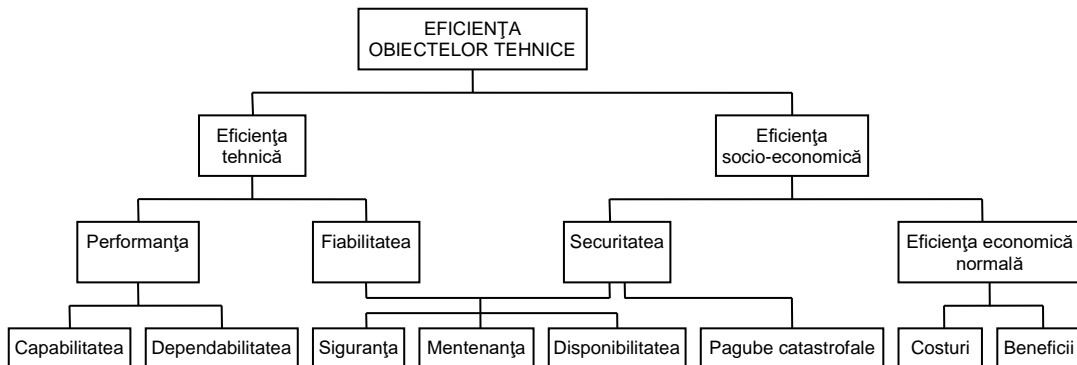 EFICIENŢA
OBIECTELOR TEHNICE
Eficienţa
tehnică
Eficienţa
socio-economică
Performanţa
Fiabilitatea
Securitatea
Eficienţa economică
normală
Capabilitatea
Dependabilitatea
Siguranţa
Mentenanţa
Disponibilitatea
Pagube catastrofale
Costuri
Beneficii